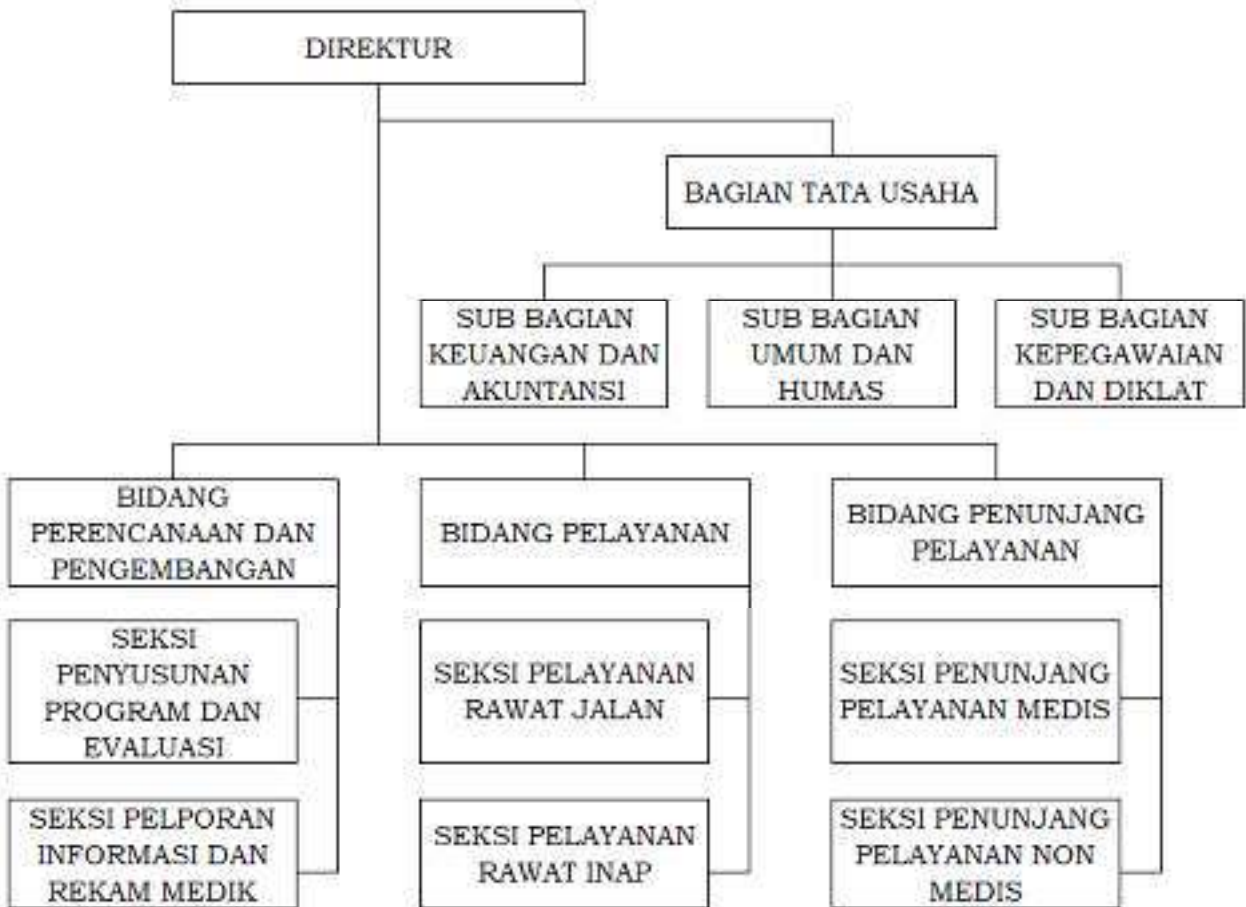 DIREKTUR
BAGIAN TATA USAHA
SUB BAGIAN
KEUANGAN DAN
AKUNTANSI
SUB BAGIAN
UMUM DAN
HUMAS
SUB BAGIAN
KEPEGAWAIAN
DAN DIKLAT
BIDANG
PERENCANAAN DAN
PENGEMBANGAN
BIDANG PELAYANAN
BIDANG PENUNJANG
PELAYANAN
SEKSI
PENYUSUNAN
PROGRAM DAN
EVALUASI
SEKSI PELAYANAN
RAWAT JALAN
SEKSI PENUNJANG
PELAYANAN MEDIS
SEKSI PELPORAN
INFORMASI DAN
REKAM MEDIK
SEKSI PELAYANAN
RAWAT INAP
SEKSI PENUNJANG
PELAYANAN NON
MEDIS